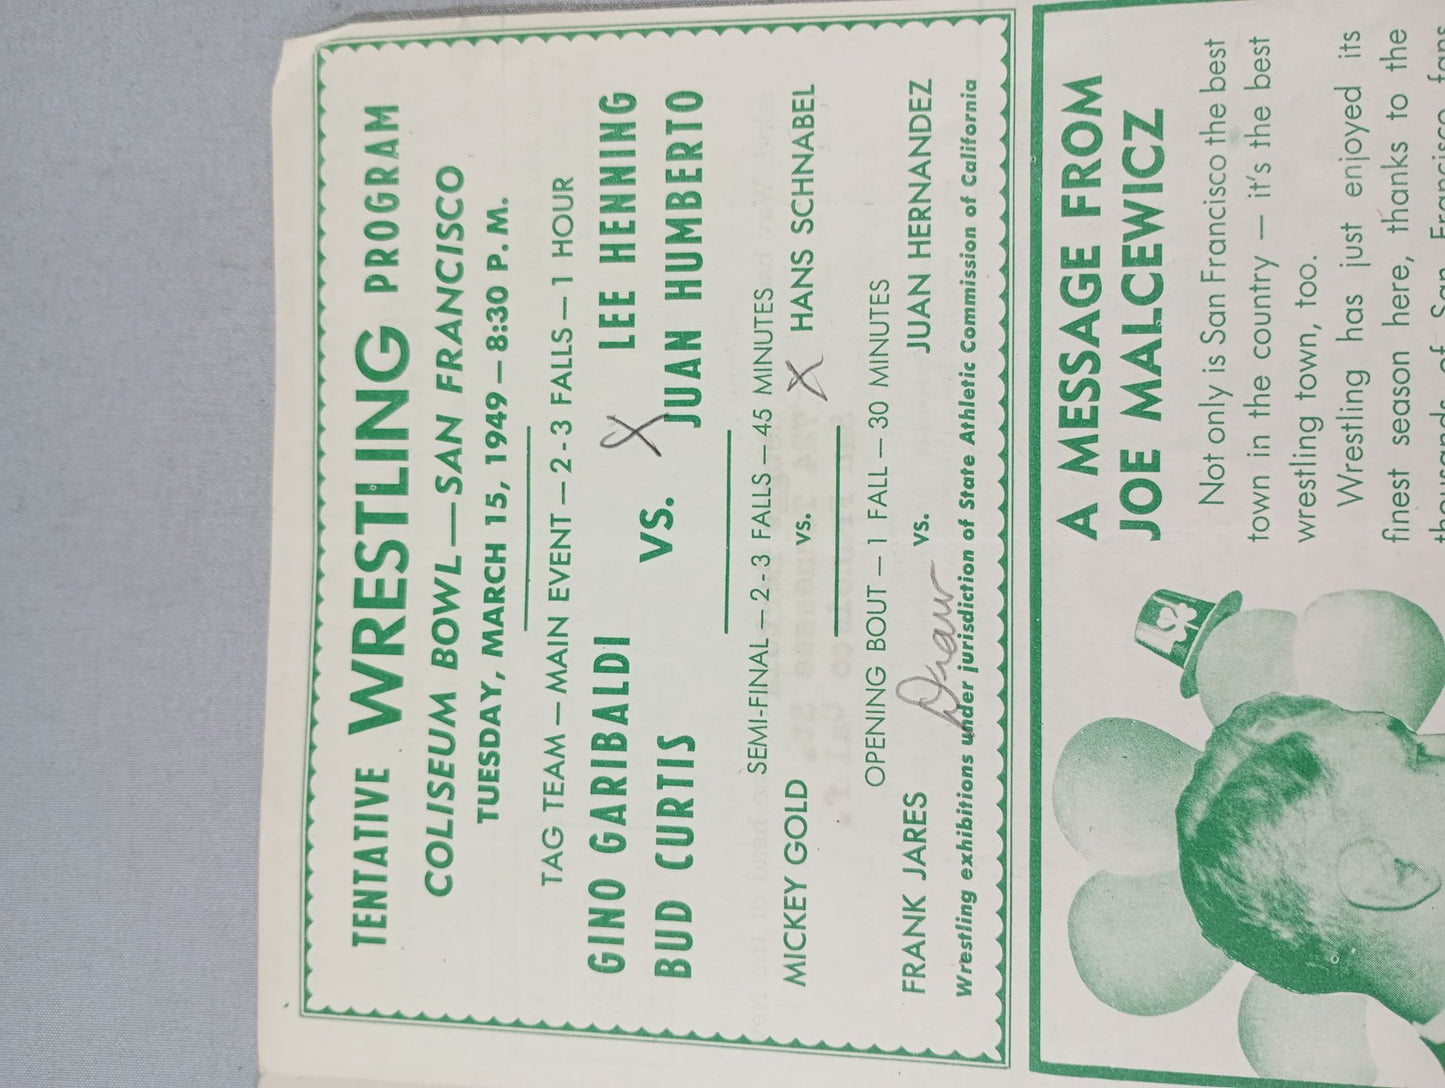 TENTATIVE WRESTLING PROGRAM
COLISEUM BOWL—SAN FRANCISCO
TUESDAY, MARCH 15, 1949 — 8:30 P. M.
TAG TEAM — MAIN EVENT — 2 - 3 FALLS — 1 HOUR
GINO GARIBALDI LEE HENNING
vs. X
BUD CURTIS JUAN HUMBERTO
SEMI-FINAL — 2 - 3 FALLS — 45 MINUTES
MICKEY GOLD vs. X HANS SCHNABEL
OPENING BOUT — 1 FALL — 30 MINUTES
FRANK JARES Draw vs. JUAN HERNANDEZ
Wrestling exhibitions under jurisdiction of State Athletic Commission of California
A MESSAGE FROM
JOE MALCEWICZ
Not only is San Francisco the best
town in the country — it's the best
wrestling town, too.
Wrestling has just enjoyed its
finest season here, thanks to the
thousands of San Francisco fans